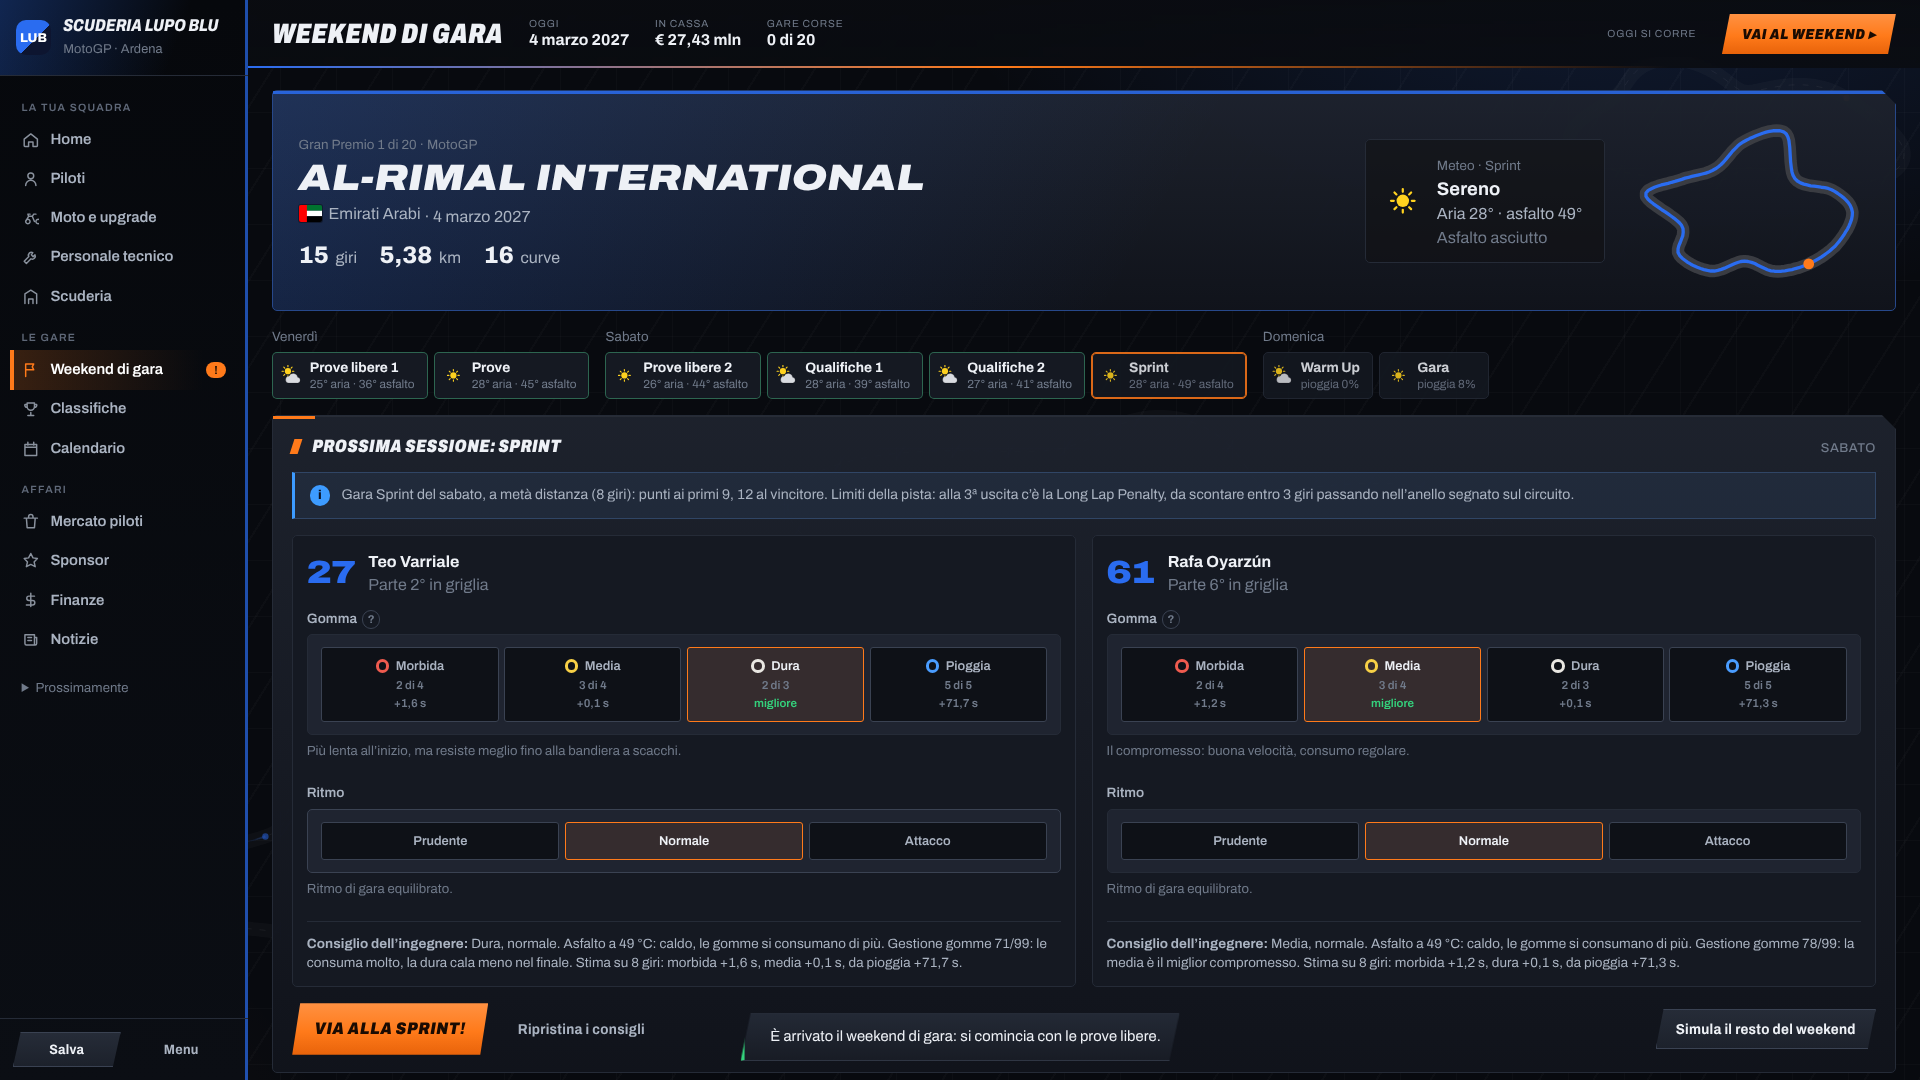 LUB
SCUDERIA LUPO BLU
MotoGP · Ardena
LA TUA SQUADRA
Home
Piloti
Moto e upgrade
Personale tecnico
Scuderia
LE GARE
Weekend di gara !
Classifiche
Calendario
AFFARI
Mercato piloti
Sponsor
Finanze
Notizie
▶ Prossimamente
Salva Menu
WEEKEND DI GARA
OGGI
4 marzo 2027
IN CASSA
€ 27,43 mln
GARE CORSE
0 di 20
OGGI SI CORRE
VAI AL WEEKEND ▸
Gran Premio 1 di 20 · MotoGP
AL-RIMAL INTERNATIONAL
Emirati Arabi · 4 marzo 2027
15 giri 5,38 km 16 curve
Meteo · Sprint
Sereno
Aria 28° · asfalto 49°
Asfalto asciutto
Venerdì
Prove libere 1
25° aria · 36° asfalto
Prove
28° aria · 45° asfalto
Sabato
Prove libere 2
26° aria · 44° asfalto
Qualifiche 1
28° aria · 39° asfalto
Qualifiche 2
27° aria · 41° asfalto
Sprint
28° aria · 49° asfalto
Domenica
Warm Up
pioggia 0%
Gara
pioggia 8%
PROSSIMA SESSIONE: SPRINT
SABATO
i Gara Sprint del sabato, a metà distanza (8 giri): punti ai primi 9, 12 al vincitore. Limiti della pista: alla 3ª uscita c’è la Long Lap Penalty, da scontare entro 3 giri passando nell’anello segnato sul circuito.
27
Teo Varriale
Parte 2° in griglia
Gomma ?
Morbida
2 di 4
+1,6 s
Media
3 di 4
+0,1 s
Dura
2 di 3
migliore
Pioggia
5 di 5
+71,7 s
Più lenta all’inizio, ma resiste meglio fino alla bandiera a scacchi.
Ritmo
Prudente Normale Attacco
Ritmo di gara equilibrato.
Consiglio dell’ingegnere: Dura, normale. Asfalto a 49 °C: caldo, le gomme si consumano di più. Gestione gomme 71/99: le
consuma molto, la dura cala meno nel finale. Stima su 8 giri: morbida +1,6 s, media +0,1 s, da pioggia +71,7 s.
61
Rafa Oyarzún
Parte 6° in griglia
Gomma ?
Morbida
2 di 4
+1,2 s
Media
3 di 4
migliore
Dura
2 di 3
+0,1 s
Pioggia
5 di 5
+71,3 s
Il compromesso: buona velocità, consumo regolare.
Ritmo
Prudente Normale Attacco
Ritmo di gara equilibrato.
Consiglio dell’ingegnere: Media, normale. Asfalto a 49 °C: caldo, le gomme si consumano di più. Gestione gomme 78/99: la
media è il miglior compromesso. Stima su 8 giri: morbida +1,2 s, dura +0,1 s, da pioggia +71,3 s.
VIA ALLA SPRINT!
Ripristina i consigli
È arrivato il weekend di gara: si comincia con le prove libere.
Simula il resto del weekend